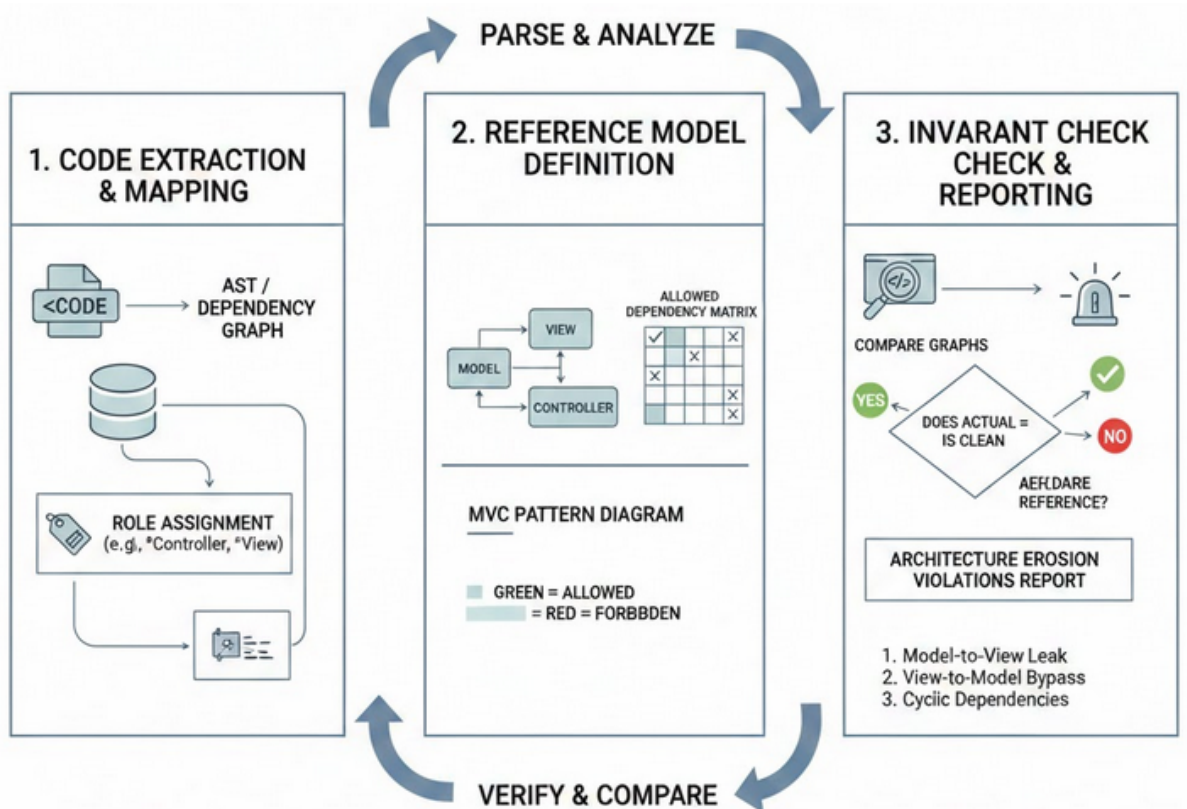 PARSE & ANALYZE
1. CODE EXTRACTION
& MAPPING
<CODE
AST /
DEPENDENCY
GRAPH
ROLE ASSIGNMENT
(e.g., *Controller, *View)
2. REFERENCE MODEL
DEFINITION
VIEW
MODEL
CONTROLLER
ALLOWED
DEPENDENCY MATRIX
MVC PATTERN DIAGRAM
GREEN = ALLOWED
= RED = FORBBDEN
3. INVARANT CHECK
CHECK &
REPORTING
</>
COMPARE GRAPHS
YES
DOES ACTUAL =
IS CLEAN
NO
REFERENCE?
ARCHITECTURE EROSION
VIOLATIONS REPORT
1. Model-to-View Leak
2. View-to-Model Bypass
3. Cyclic Dependencies
VERIFY & COMPARE